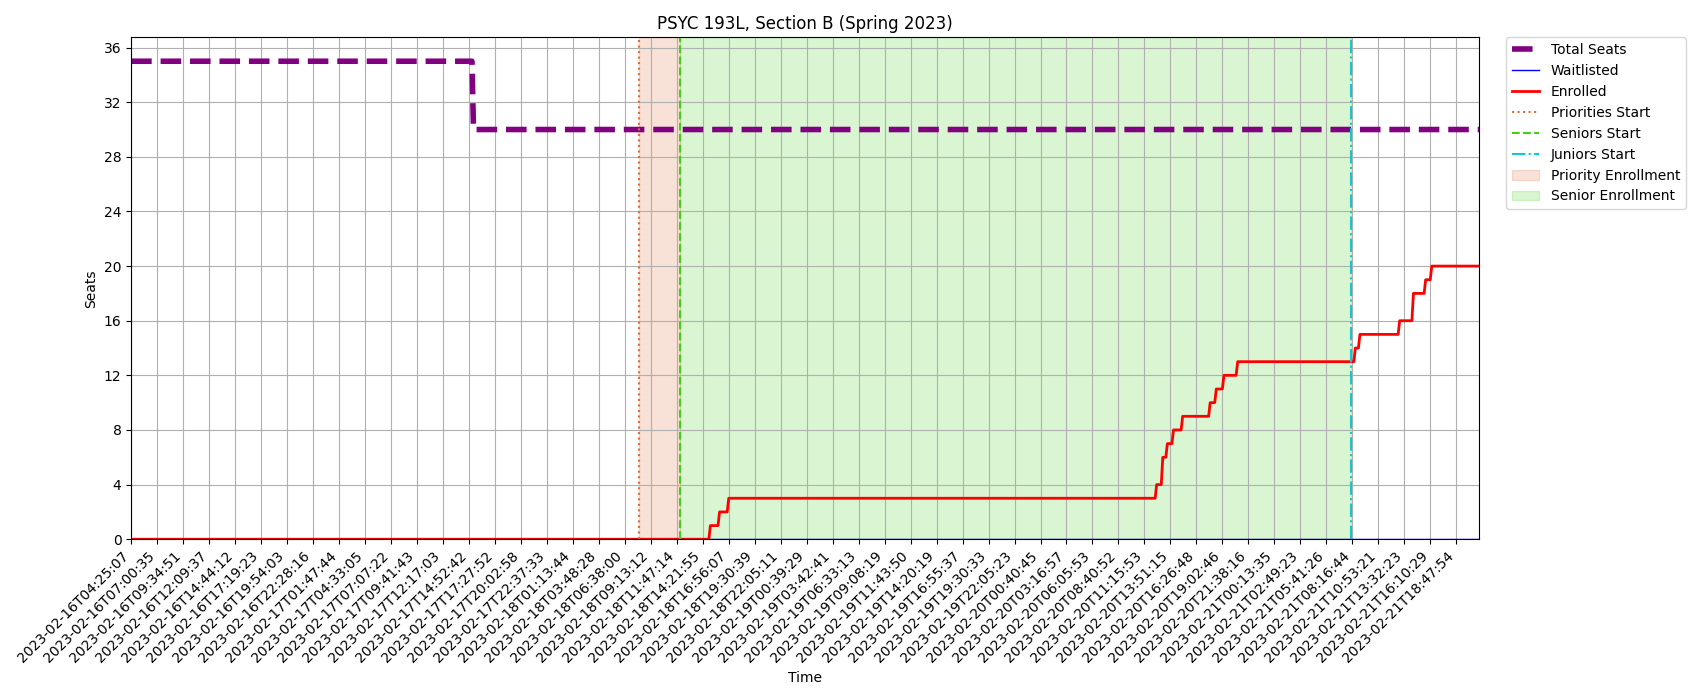 PSYC 193L, Section B (Spring 2023)
Total Seats
Waitlisted
Enrolled
Priorities Start
Seniors Start
Juniors Start
Priority Enrollment
Senior Enrollment
Seats
36
32
28
24
20
16
12
8
4
0
2023-02-16T04:25:07
2023-02-16T07:00:35
2023-02-16T09:34:51
2023-02-16T12:09:37
2023-02-16T14:44:12
2023-02-16T17:19:23
2023-02-16T19:54:03
2023-02-16T22:28:16
2023-02-17T01:47:44
2023-02-17T04:33:05
2023-02-17T07:07:22
2023-02-17T09:41:43
2023-02-17T12:17:03
2023-02-17T14:52:42
2023-02-17T17:27:52
2023-02-17T20:02:58
2023-02-17T22:37:33
2023-02-18T01:13:44
2023-02-18T03:48:28
2023-02-18T06:38:00
2023-02-18T09:13:12
2023-02-18T11:47:14
2023-02-18T14:21:55
2023-02-18T16:56:07
2023-02-18T19:30:39
2023-02-18T22:05:11
2023-02-19T00:39:29
2023-02-19T03:42:41
2023-02-19T06:33:13
2023-02-19T09:08:19
2023-02-19T11:43:50
2023-02-19T14:20:19
2023-02-19T16:55:37
2023-02-19T19:30:33
2023-02-19T22:05:23
2023-02-20T00:40:45
2023-02-20T03:16:57
2023-02-20T06:05:53
2023-02-20T08:40:52
2023-02-20T11:15:53
2023-02-20T13:51:15
2023-02-20T16:26:48
2023-02-20T19:02:46
2023-02-20T21:38:16
2023-02-21T00:13:35
2023-02-21T02:49:23
2023-02-21T05:41:26
2023-02-21T08:16:44
2023-02-21T10:53:21
2023-02-21T13:32:23
2023-02-21T16:10:29
2023-02-21T18:47:54
Time